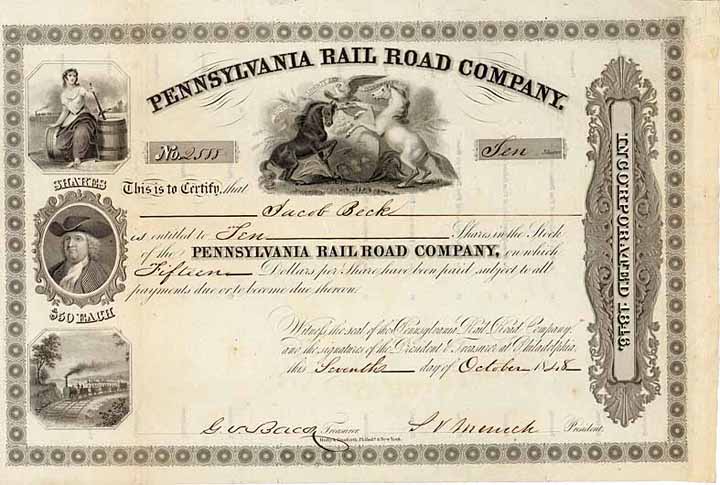 PENNSYLVANIA RAIL ROAD COMPANY.
No. 2588
Ten Shares
SHARES
$50 EACH
INCORPORATED 1846.
This is to Certify, that
Jacob Beck
is entitled to Ten Shares in the Stock
of the PENNSYLVANIA RAIL ROAD COMPANY, on which
Fifteen Dollars per Share have been paid subject to all
payments due or to become due thereon.
Witness the seal of the Pennsylvania Rail Road Company
and the signatures of the President & Treasurer at Philadelphia
this Seventh day of October 1848
G. V. Bacon Treasurer
S V Merrick President.